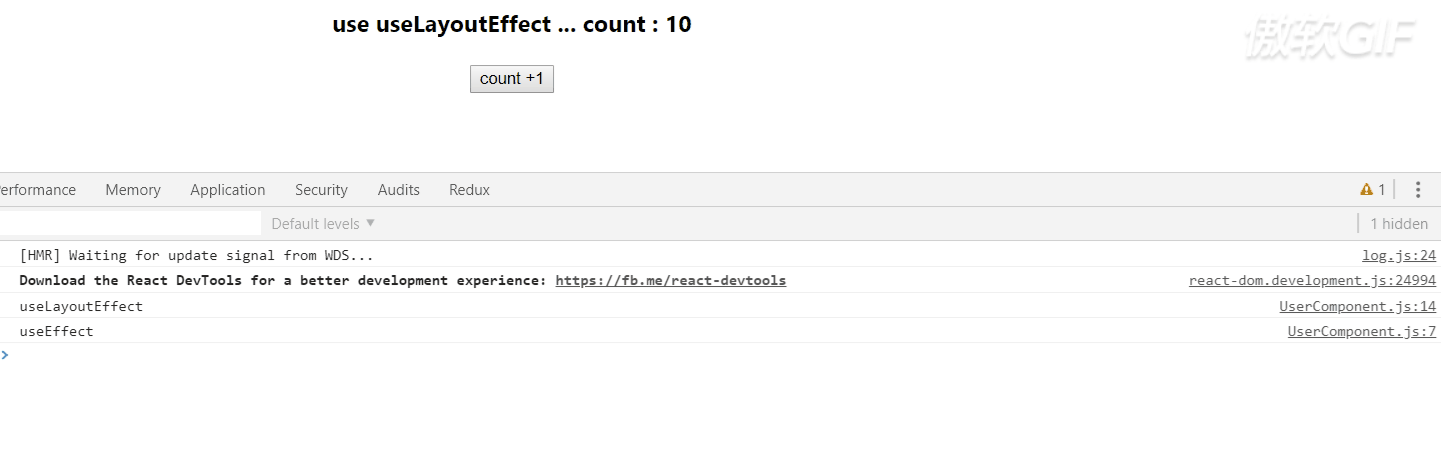 use useLayoutEffect ... count : 10
傲软GIF
count +1
erformance Memory Application Security Audits Redux 1
Default levels ▼ 1 hidden
[HMR] Waiting for update signal from WDS... log.js:24
Download the React DevTools for a better development experience: https://fb.me/react-devtools react-dom.development.js:24994
useLayoutEffect UserComponent.js:14
useEffect UserComponent.js:7
>